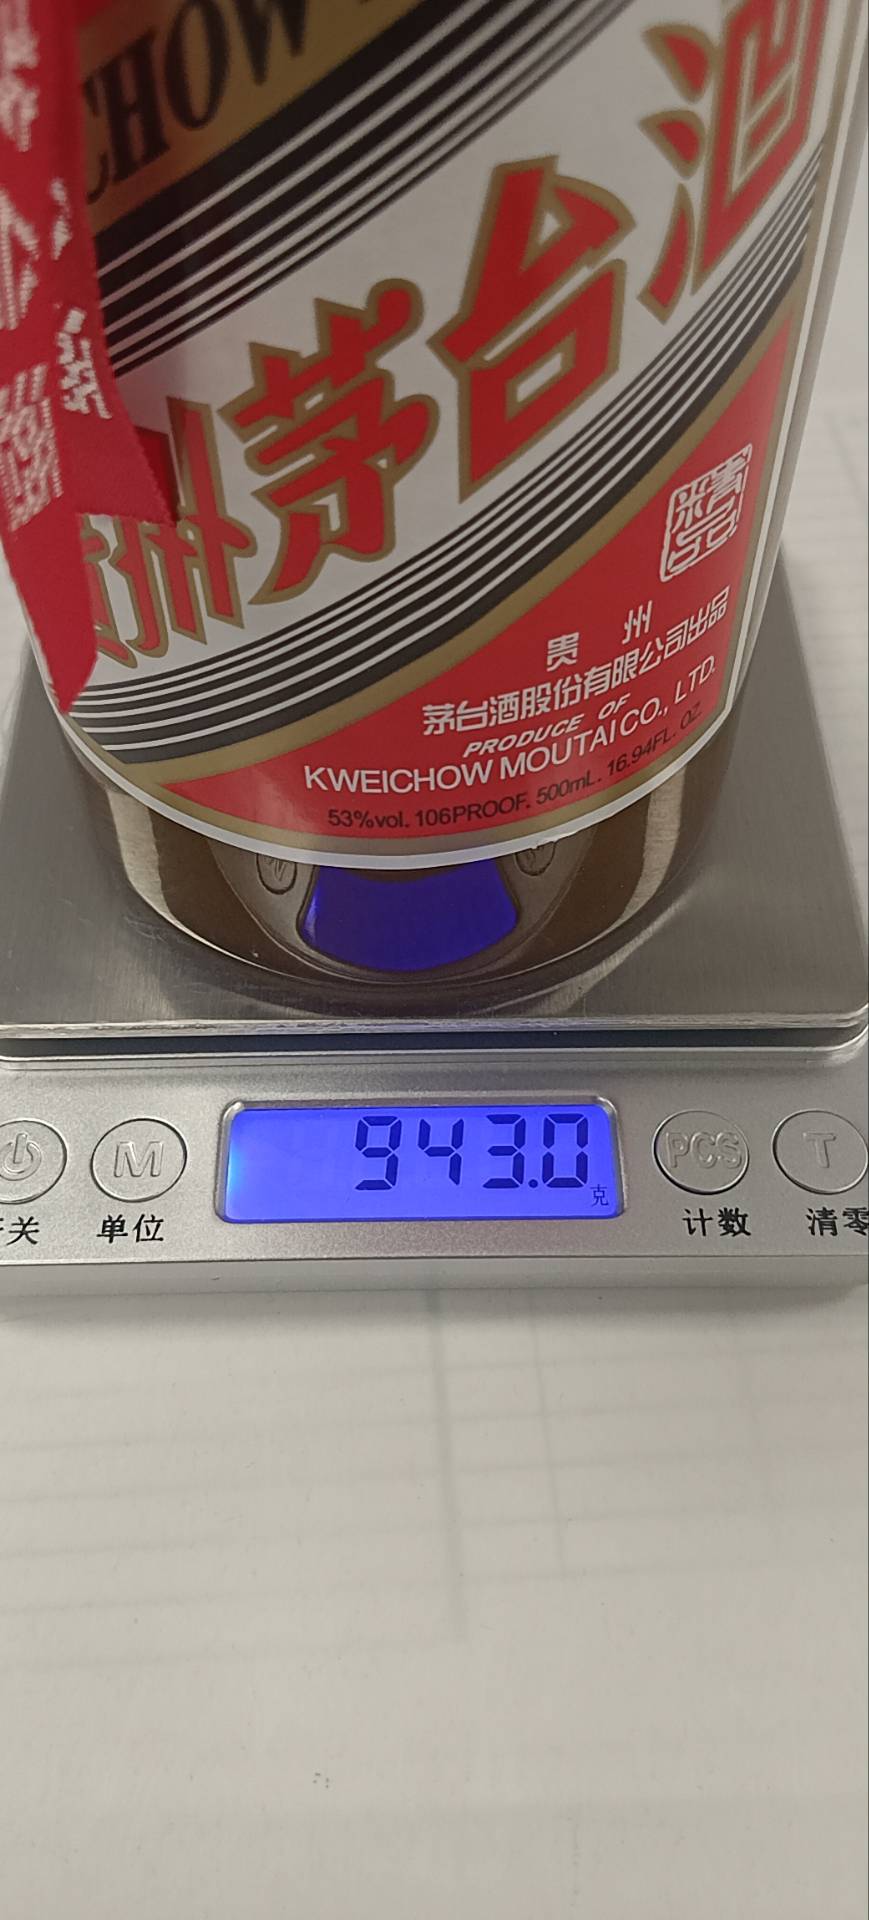 CHOW
州茅台酒
精品
贵 州
茅台酒股份有限公司出品
PRODUCE OF
KWEICHOW MOUTAI CO., LTD.
53%vol. 106PROOF. 500mL. 16.94FL. OZ.
943.0
克
M
PCS
T
关
单位
计数
清零